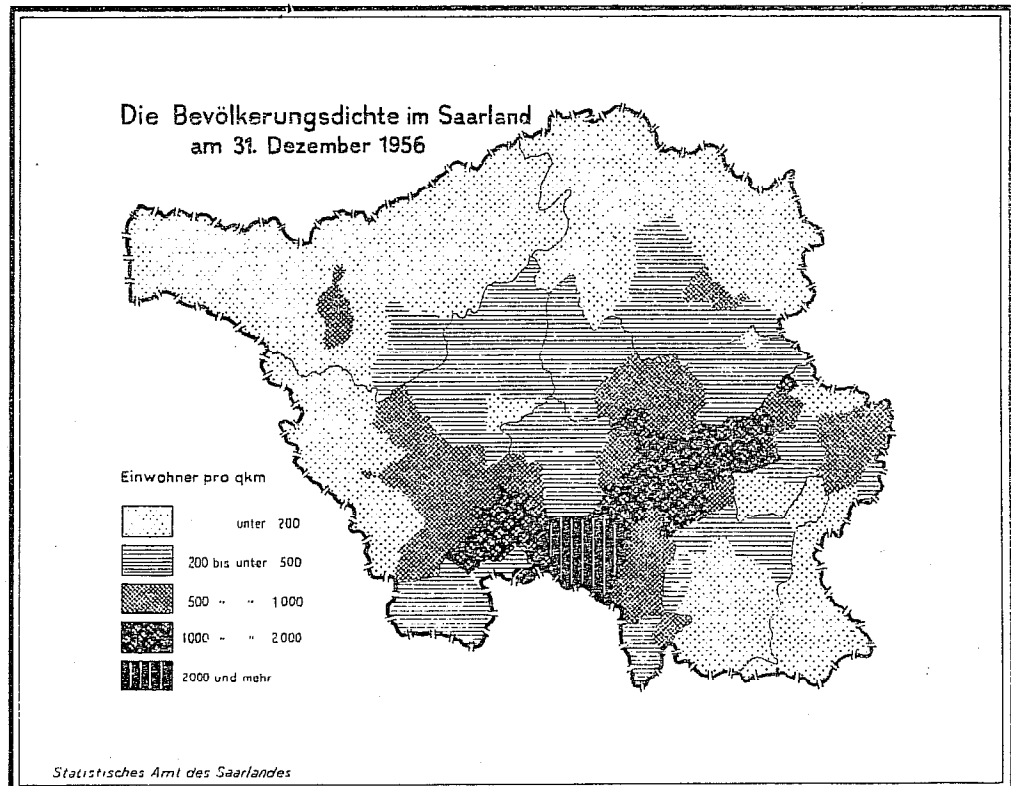 Die Bevölkerungsdichte im Saarland
am 31. Dezember 1956
Einwohner pro qkm
unter 200
200 bis unter 500
500 " " 1000
1000 " " 2000
2000 und mehr
Statistisches Amt des Saarlandes